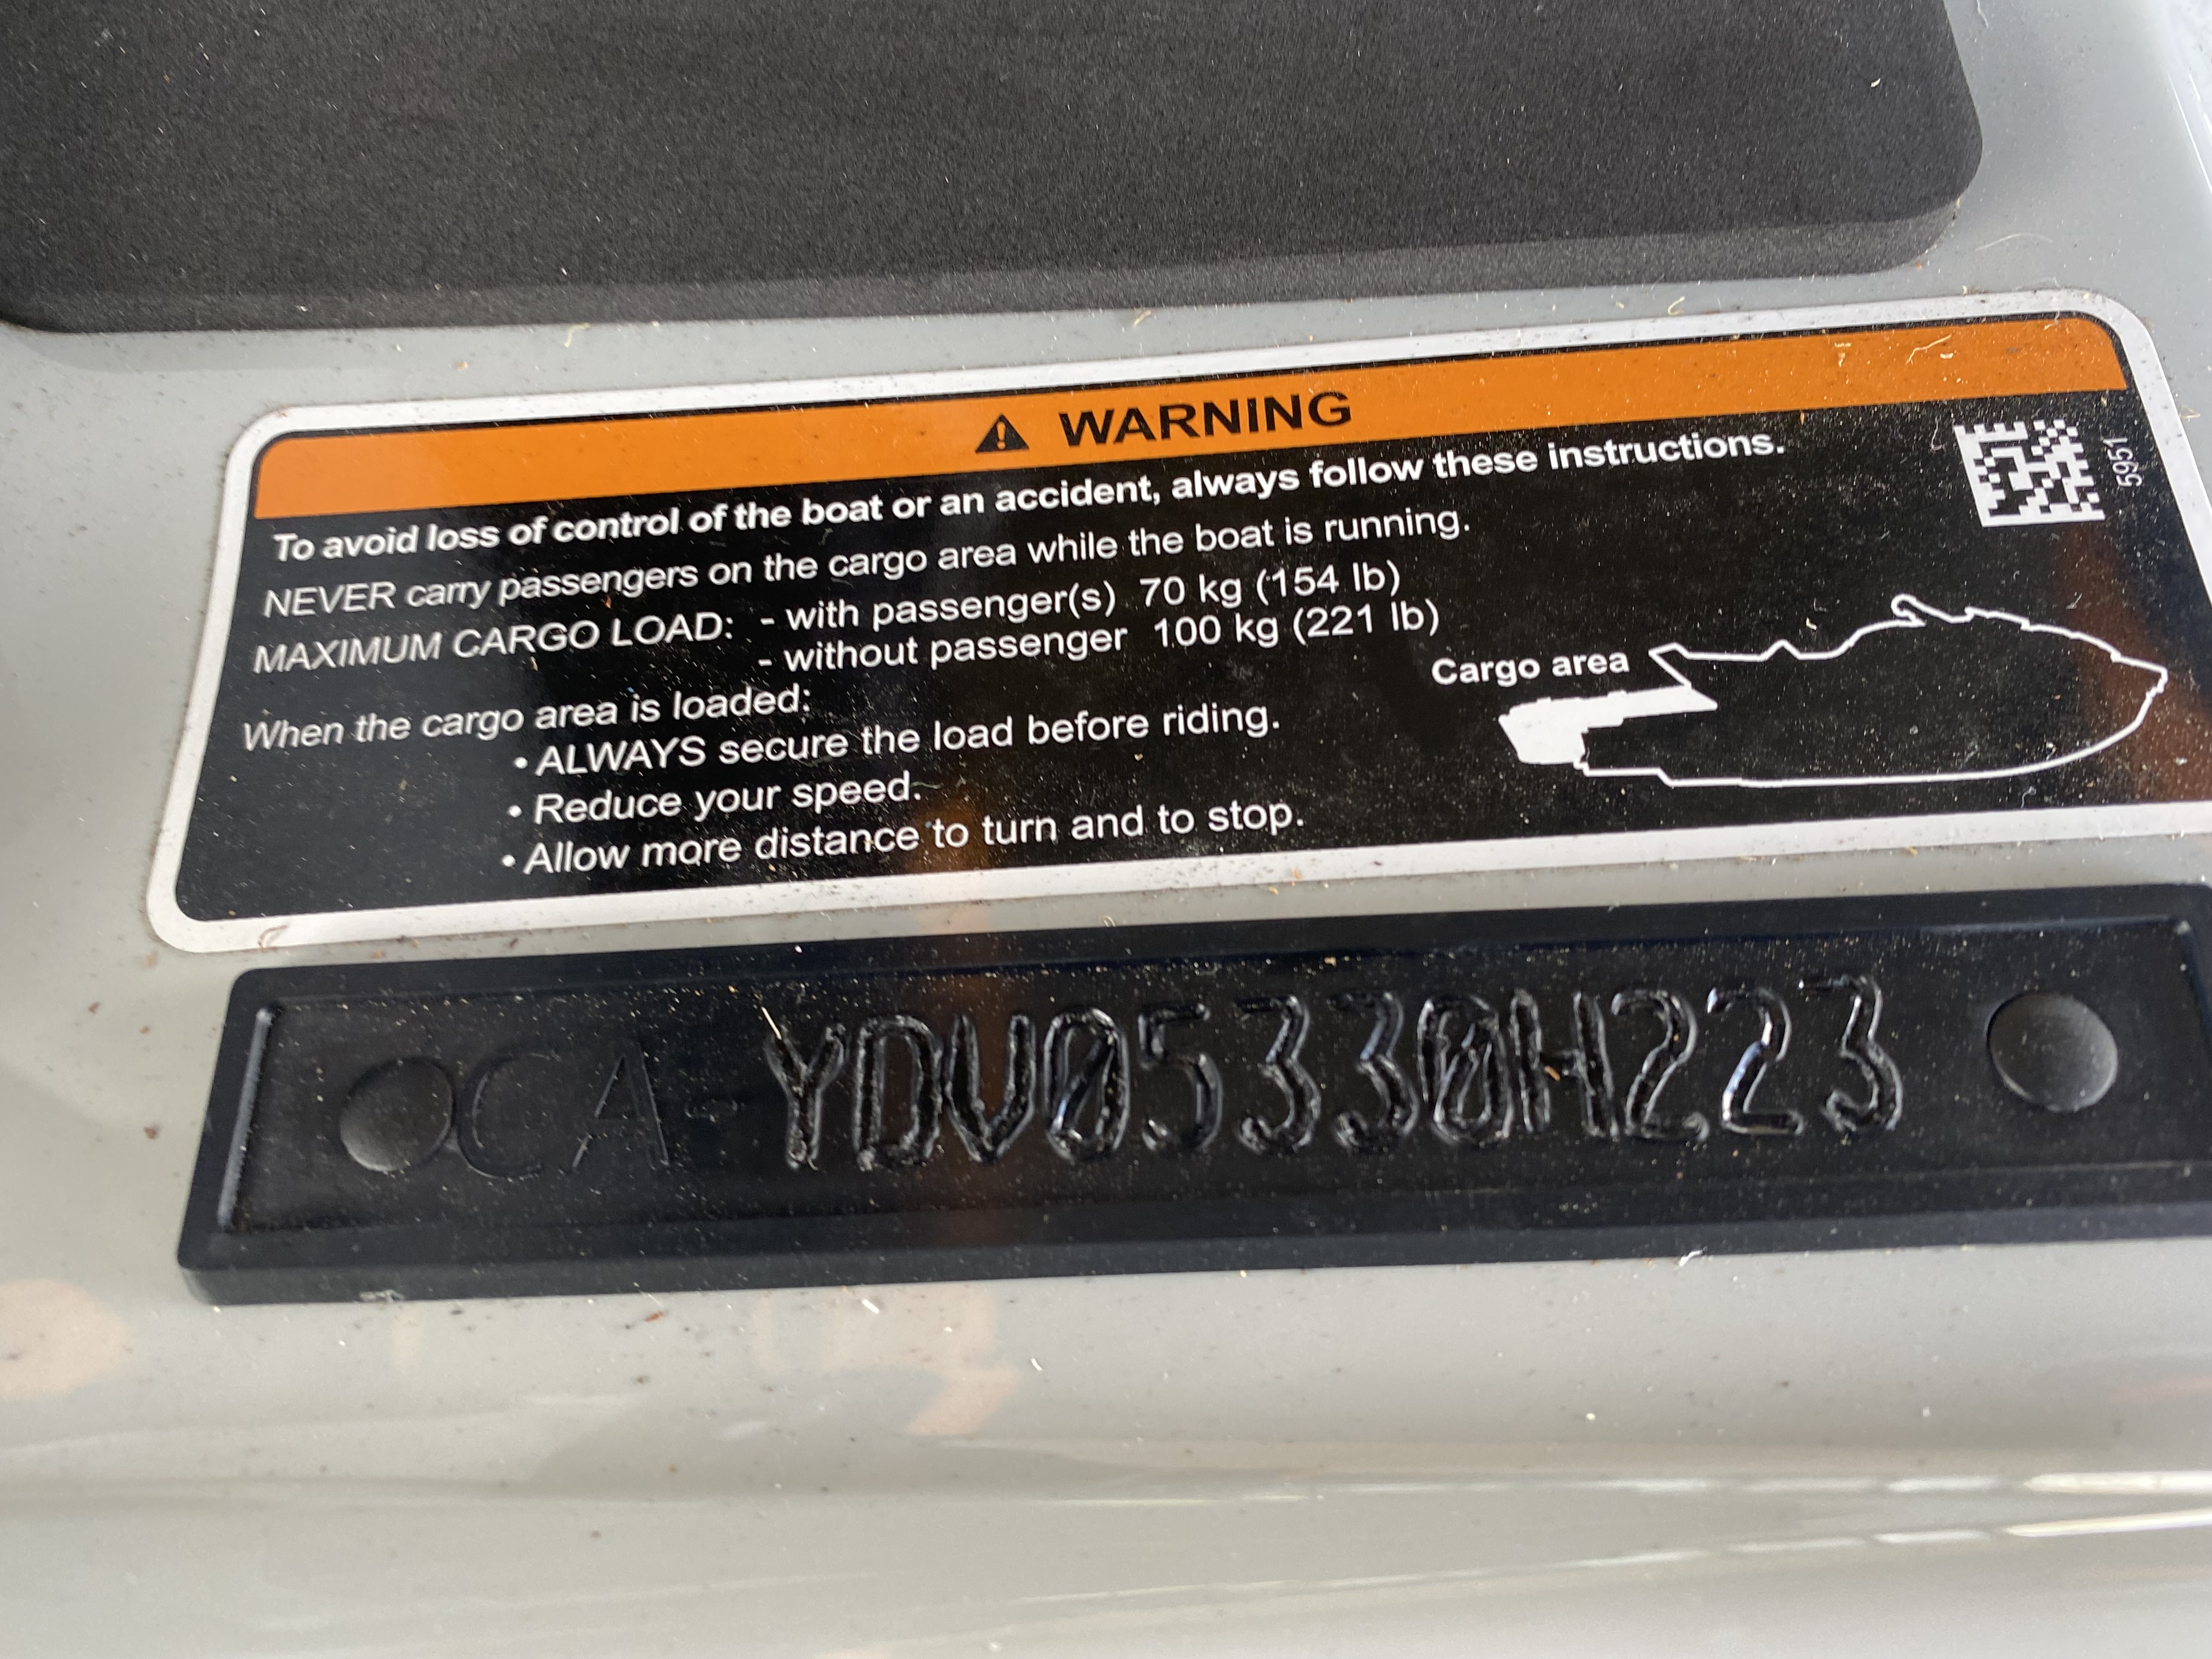 WARNING
To avoid loss of control of the boat or an accident, always follow these instructions.
NEVER carry passengers on the cargo area while the boat is running.
MAXIMUM CARGO LOAD: - with passenger(s) 70 kg (154 lb)
- without passenger 100 kg (221 lb)
When the cargo area is loaded:
• ALWAYS secure the load before riding.
• Reduce your speed.
• Allow more distance to turn and to stop.
Cargo area
5951
CA-YDV05330H223